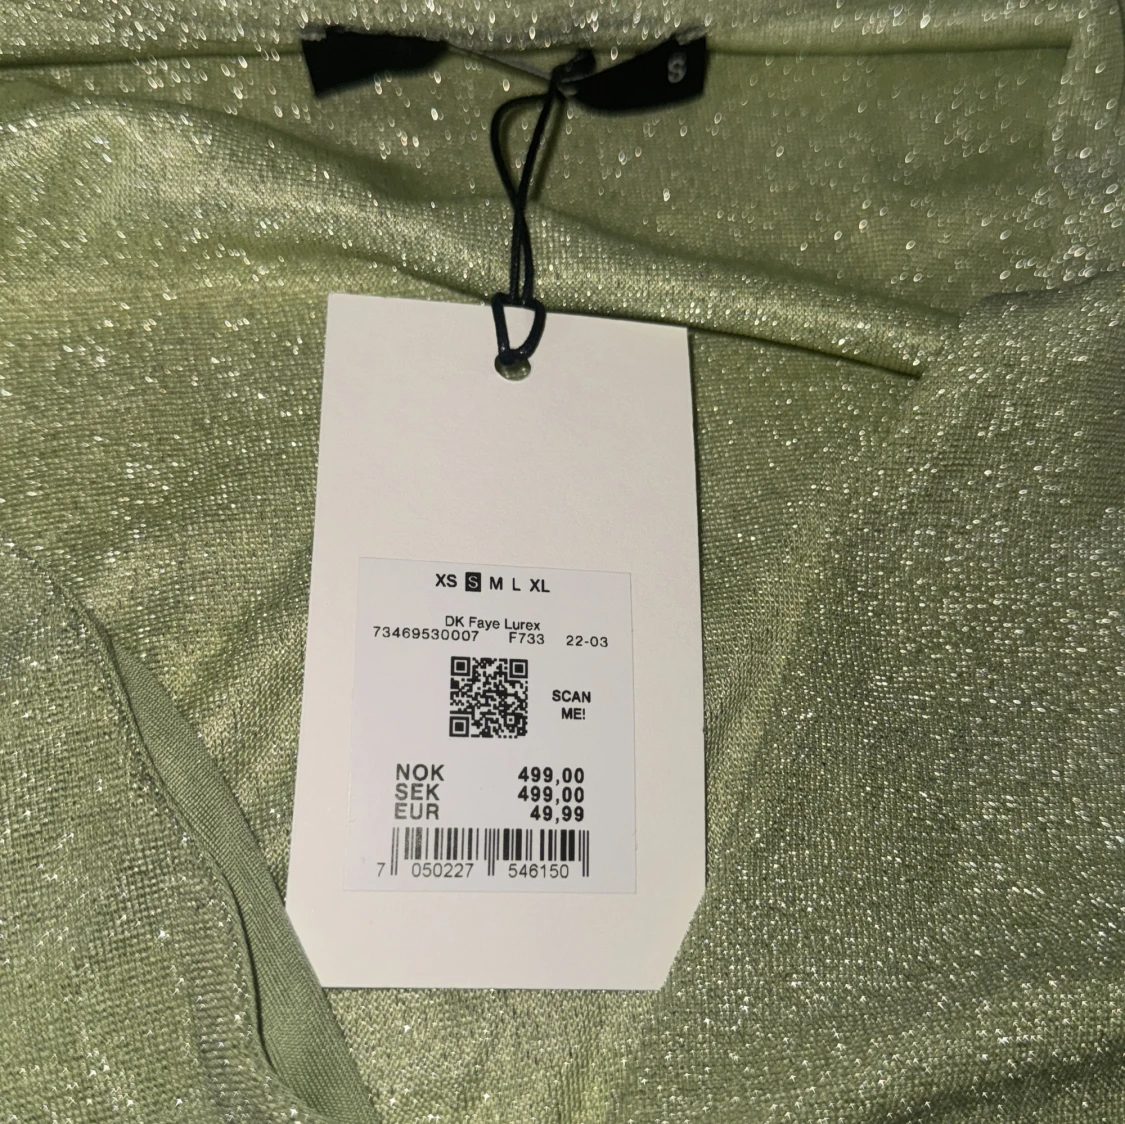 S
XS S M L XL
DK Faye Lurex
73469530007 F733 22-03
SCAN
ME!
NOK 499,00
SEK 499,00
EUR 49,99
7 050227 546150